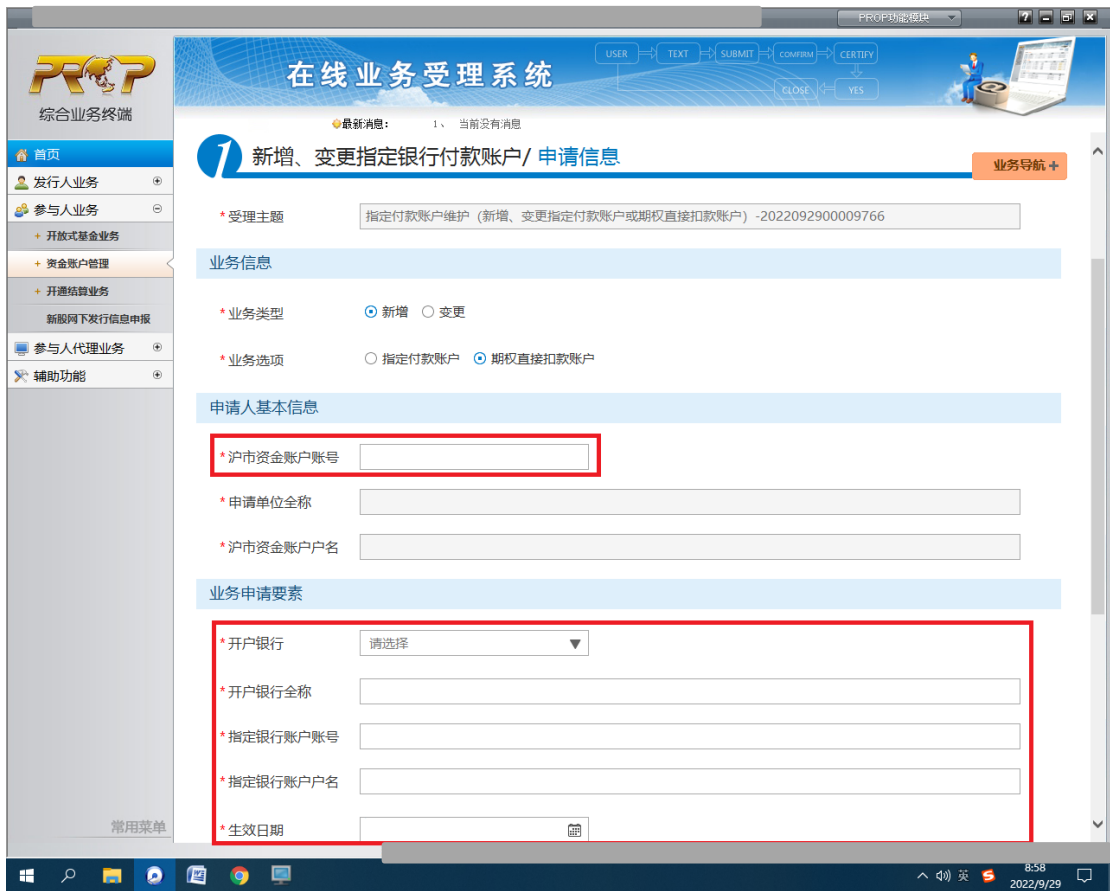 PROP功能模块
PROP
综合业务终端
在线业务受理系统
USER TEXT SUBMIT COMFIRM CERTIFY
CLOSE YES
最新消息： 1、 当前没有消息
首页
发行人业务
参与人业务
+ 开放式基金业务
+ 资金账户管理
+ 开通结算业务
新股网下发行信息申报
参与人代理业务
辅助功能
常用菜单
1 新增、变更指定银行付款账户/ 申请信息
业务导航 +
*受理主题 指定付款账户维护（新增、变更指定付款账户或期权直接扣款账户）-2022092900009766
业务信息
*业务类型 新增 变更
*业务选项 指定付款账户 期权直接扣款账户
申请人基本信息
*沪市资金账户账号
*申请单位全称
*沪市资金账户户名
业务申请要素
*开户银行 请选择
*开户银行全称
*指定银行账户账号
*指定银行账户户名
*生效日期
英
8:58
2022/9/29